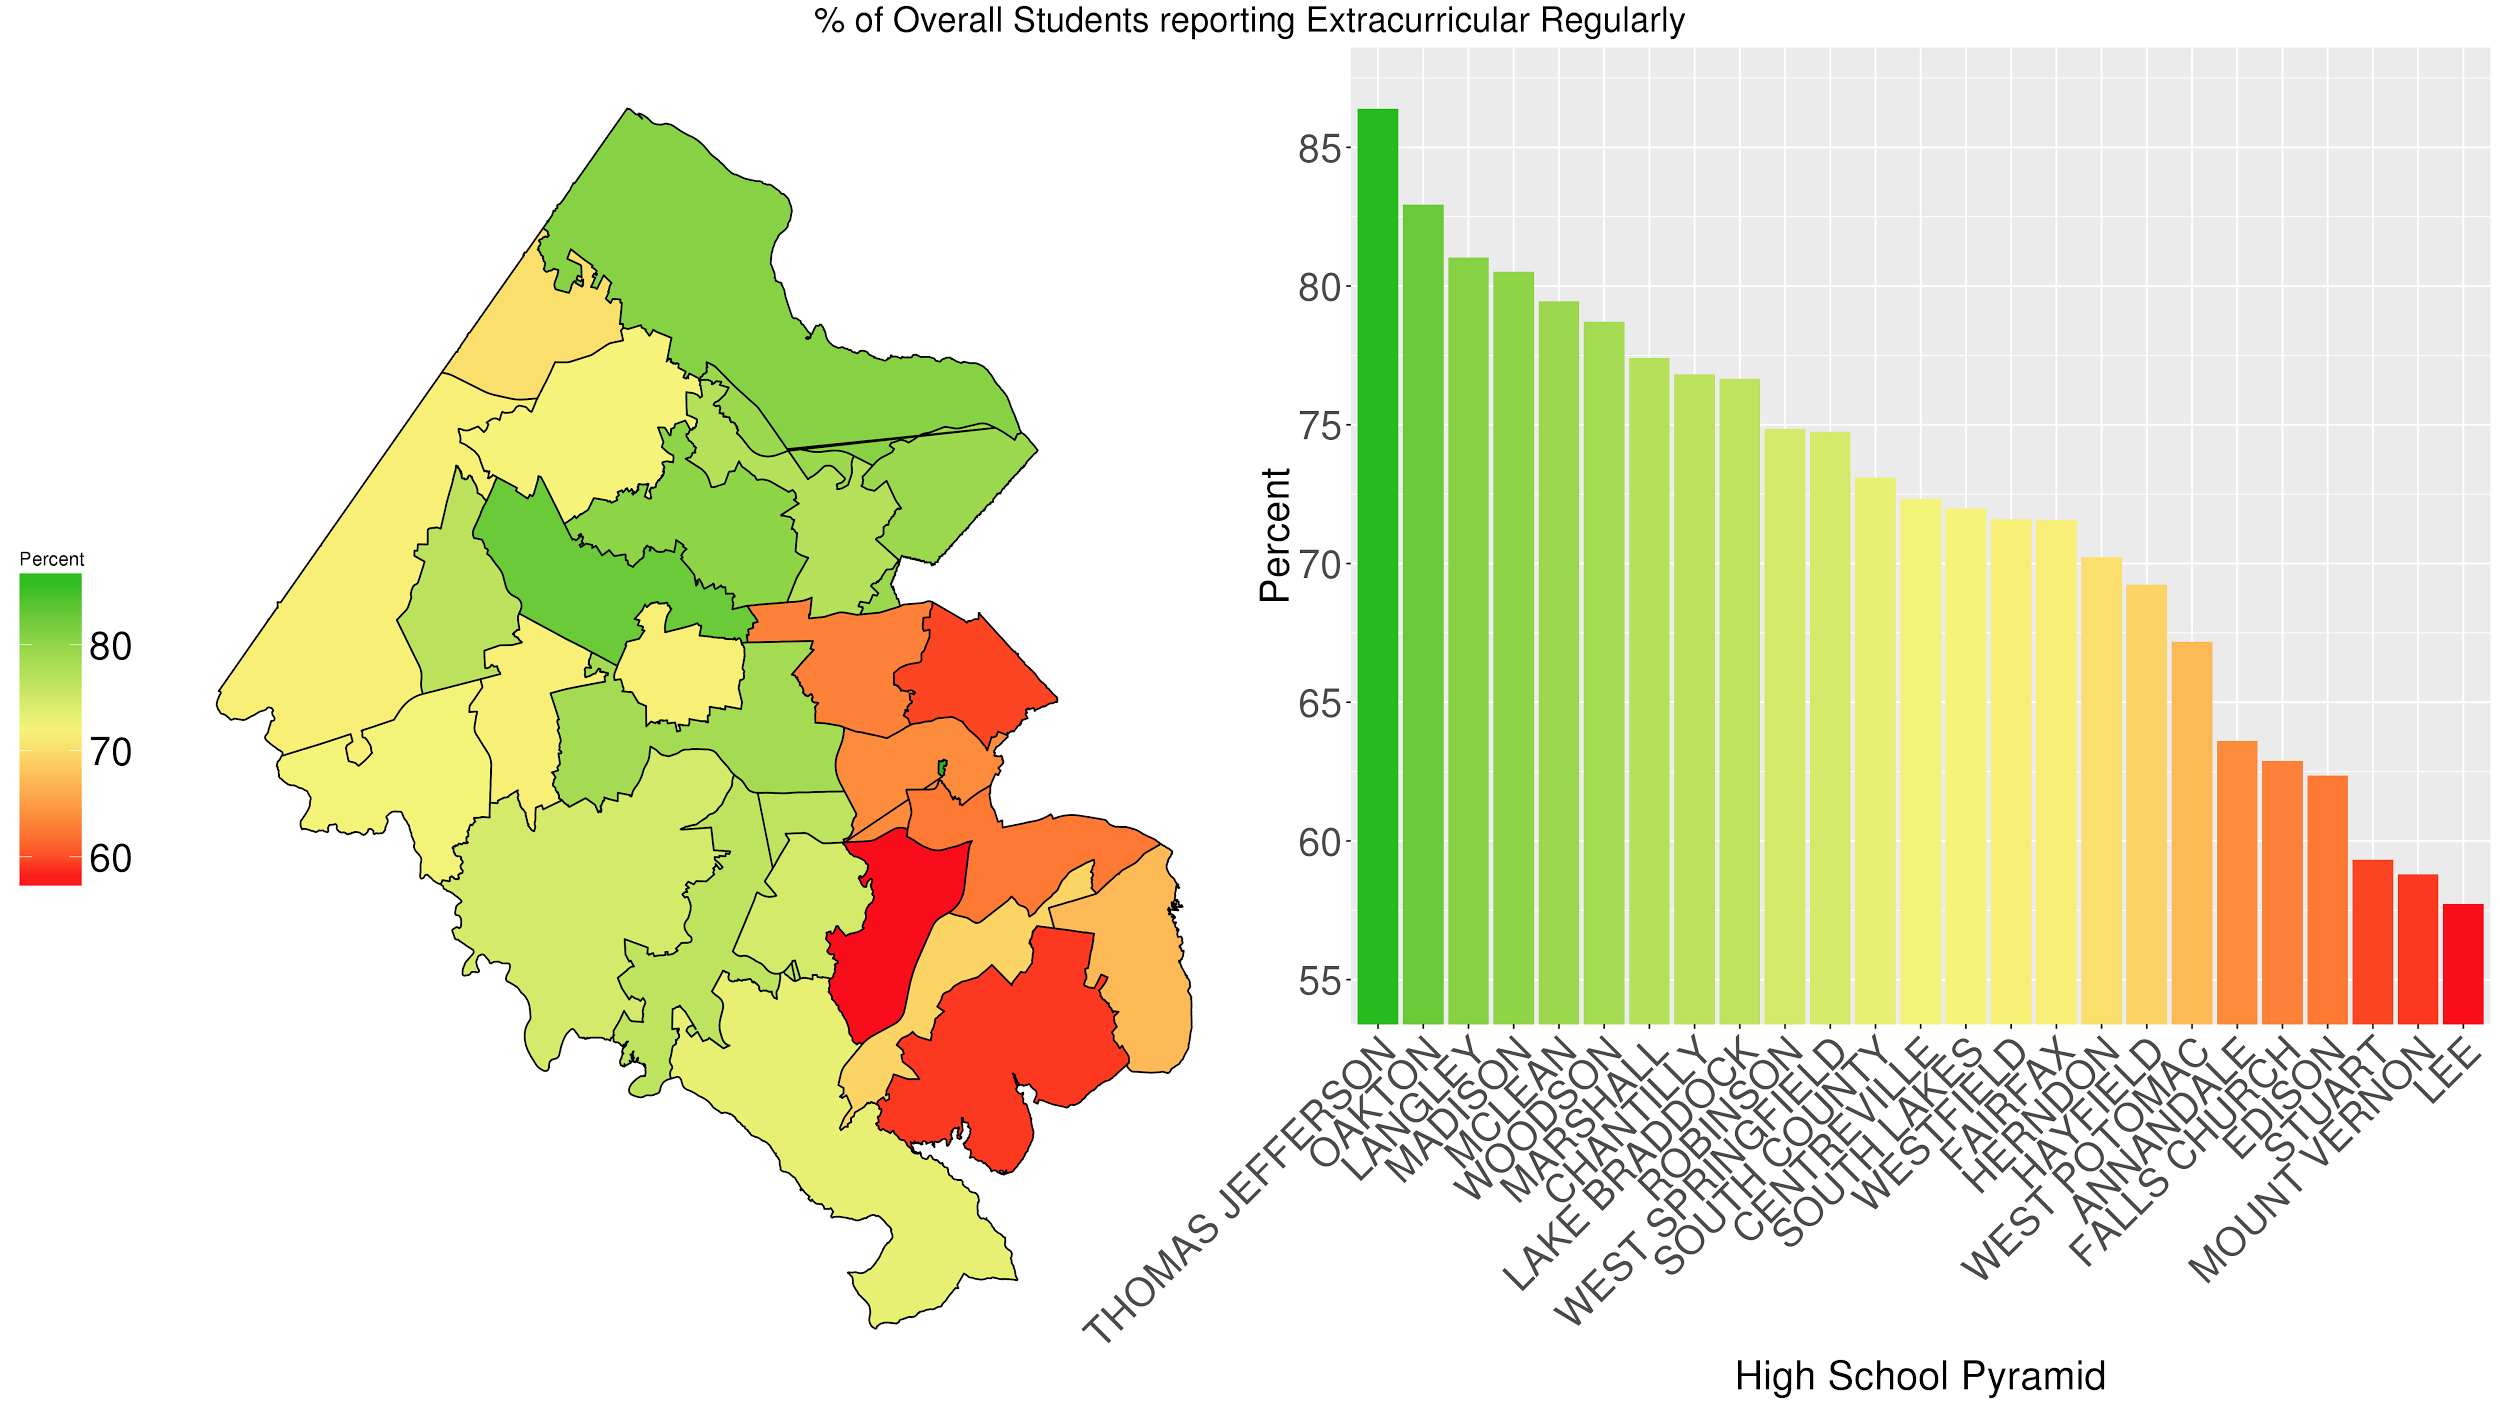 % of Overall Students reporting Extracurricular Regularly
Percent
80
70
60
Percent
85
80
75
70
65
60
55
THOMAS JEFFERSON
OAKTON
LANGLEY
MADISON
MCLEAN
WOODSON
MARSHALL
CHANTILLY
LAKE BRADDOCK
ROBINSON
WEST SPRINGFIELD
SOUTH COUNTY
CENTREVILLE
SOUTH LAKES
WESTFIELD
FAIRFAX
HERNDON
HAYFIELD
WEST POTOMAC
ANNANDALE
FALLS CHURCH
EDISON
STUART
MOUNT VERNON
LEE
High School Pyramid